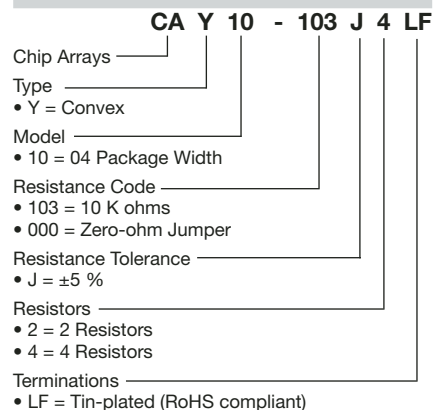 CA Y 10 - 103 J 4 LF
Chip Arrays
Type
• Y = Convex
Model
• 10 = 04 Package Width
Resistance Code
• 103 = 10 K ohms
• 000 = Zero-ohm Jumper
Resistance Tolerance
• J = ±5 %
Resistors
• 2 = 2 Resistors
• 4 = 4 Resistors
Terminations
• LF = Tin-plated (RoHS compliant)